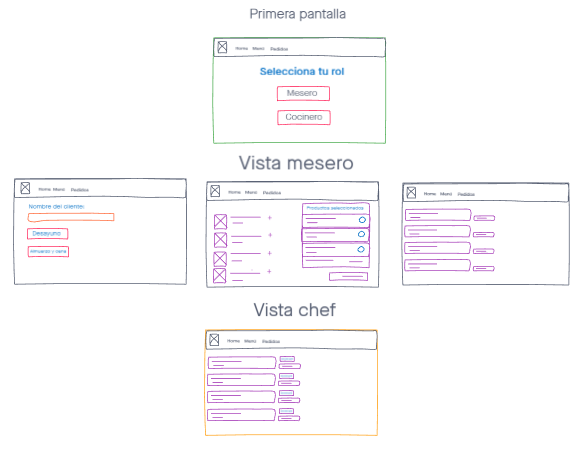 Primera pantalla
Home Menú Pedidos
Selecciona tu rol
Mesero
Cocinero
Vista mesero
Home Menú Pedidos
Nombre del cliente:
Desayuno
Almuerzo y cena
Home Menú Pedidos
Productos seleccionados
Home Menú Pedidos
Vista chef
Home Menú Pedidos